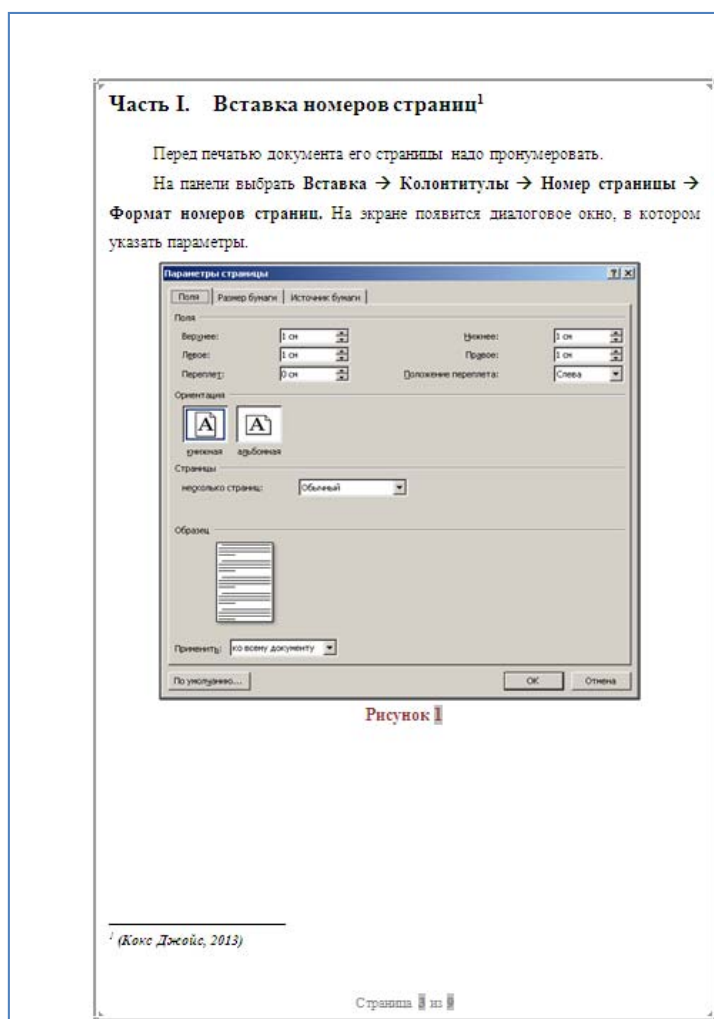 Часть I. Вставка номеров страниц1
Перед печатью документа его страницы надо пронумеровать.
На панели выбрать Вставка → Колонтитулы → Номер страницы →
Формат номеров страниц. На экране появится диалоговое окно, в котором
указать параметры.
Параметры страницы
Поля Размер бумаги Источник бумаги
Поля
Верхнее: 1 см Нижнее: 1 см
Левое: 1 см Правое: 1 см
Переплет: 0 см Положение переплета: Слева
Ориентация
книжная альбомная
Страницы
несколько страниц: Обычный
Образец
Применить: ко всему документу
По умолчанию... ОК Отмена
Рисунок 1
1 (Кокс Джойс, 2013)
Страница 3 из 9